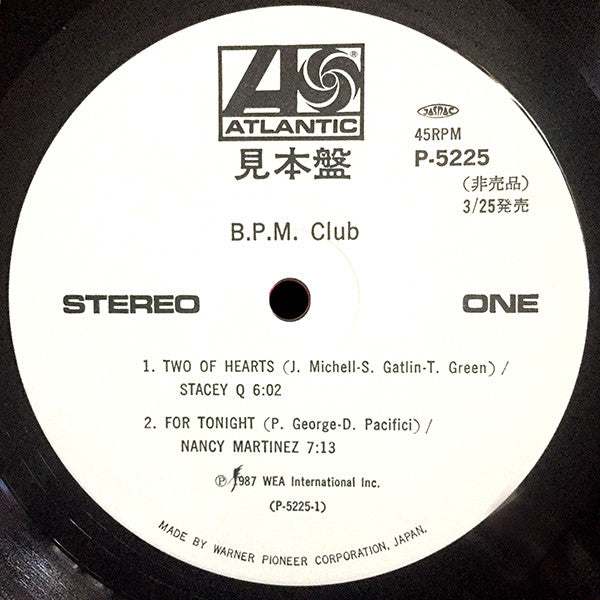 ATLANTIC
®
見本盤
JASRAC
45RPM
P-5225
(非売品)
3/25発売
B.P.M. Club
STEREO
ONE
1. TWO OF HEARTS (J. Michell-S. Gatlin-T. Green) /
STACEY Q 6:02
2. FOR TONIGHT (P. George-D. Pacifici) /
NANCY MARTINEZ 7:13
℗ 1987 WEA International Inc.
(P-5225-1)
MADE BY WARNER PIONEER CORPORATION, JAPAN.